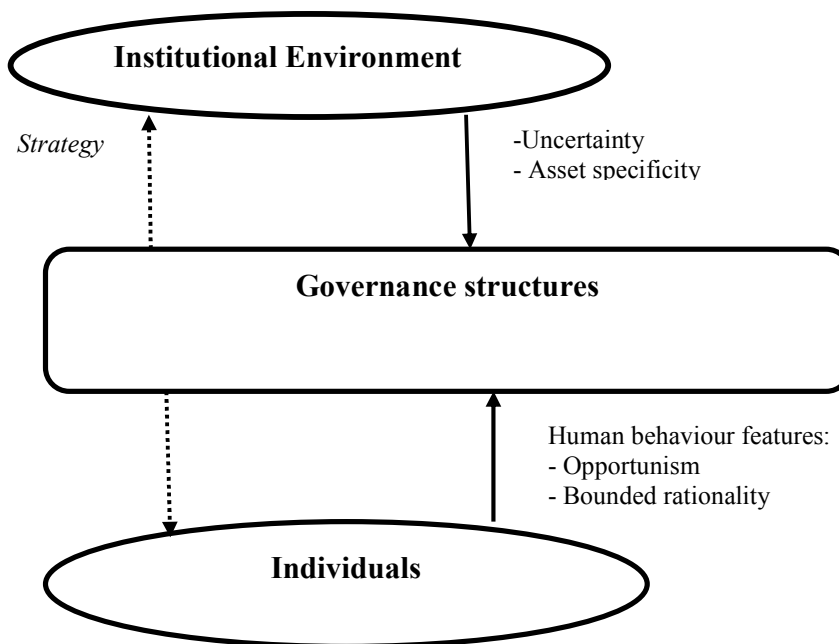 Institutional Environment
Strategy
-Uncertainty
- Asset specificity
Governance structures
Human behaviour features:
- Opportunism
- Bounded rationality
Individuals